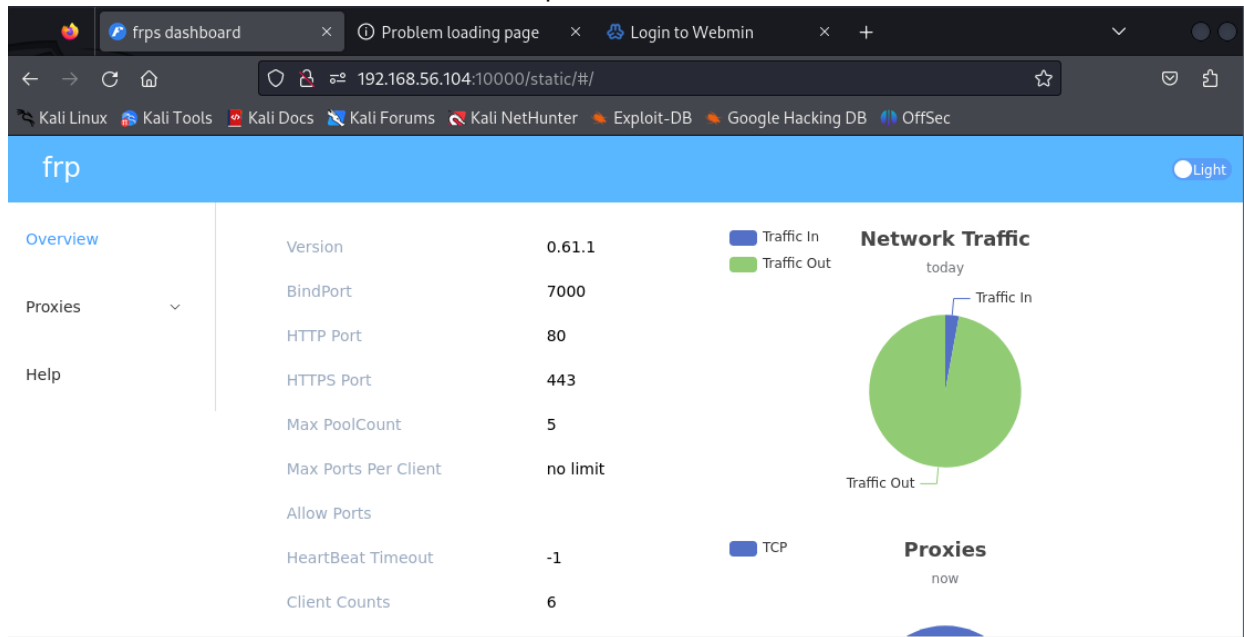 frps dashboard
Problem loading page
Login to Webmin
192.168.56.104:10000/static/#/
Kali Linux Kali Tools Kali Docs Kali Forums Kali NetHunter Exploit-DB Google Hacking DB OffSec
frp
Light
Overview
Proxies
Help
Version 0.61.1
BindPort 7000
HTTP Port 80
HTTPS Port 443
Max PoolCount 5
Max Ports Per Client no limit
Allow Ports
HeartBeat Timeout -1
Client Counts 6
Traffic In
Traffic Out
Network Traffic
today
Traffic In
Traffic Out
TCP
Proxies
now